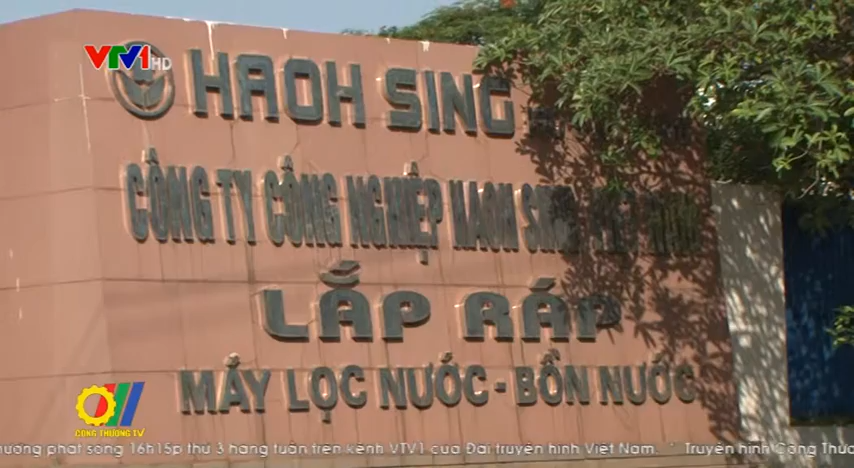 VTV1 HD
HAOH SING
CÔNG TY CÔNG NGHIỆP HAOH SING VIỆT NAM
LẮP RÁP
MÁY LỌC NƯỚC - BỒN NƯỚC
CÔNG THƯƠNG TV
phát sóng 16h15p thứ 3 hàng tuần trên kênh VTV1 của Đài truyền hình Việt Nam. * Truyền hình Công